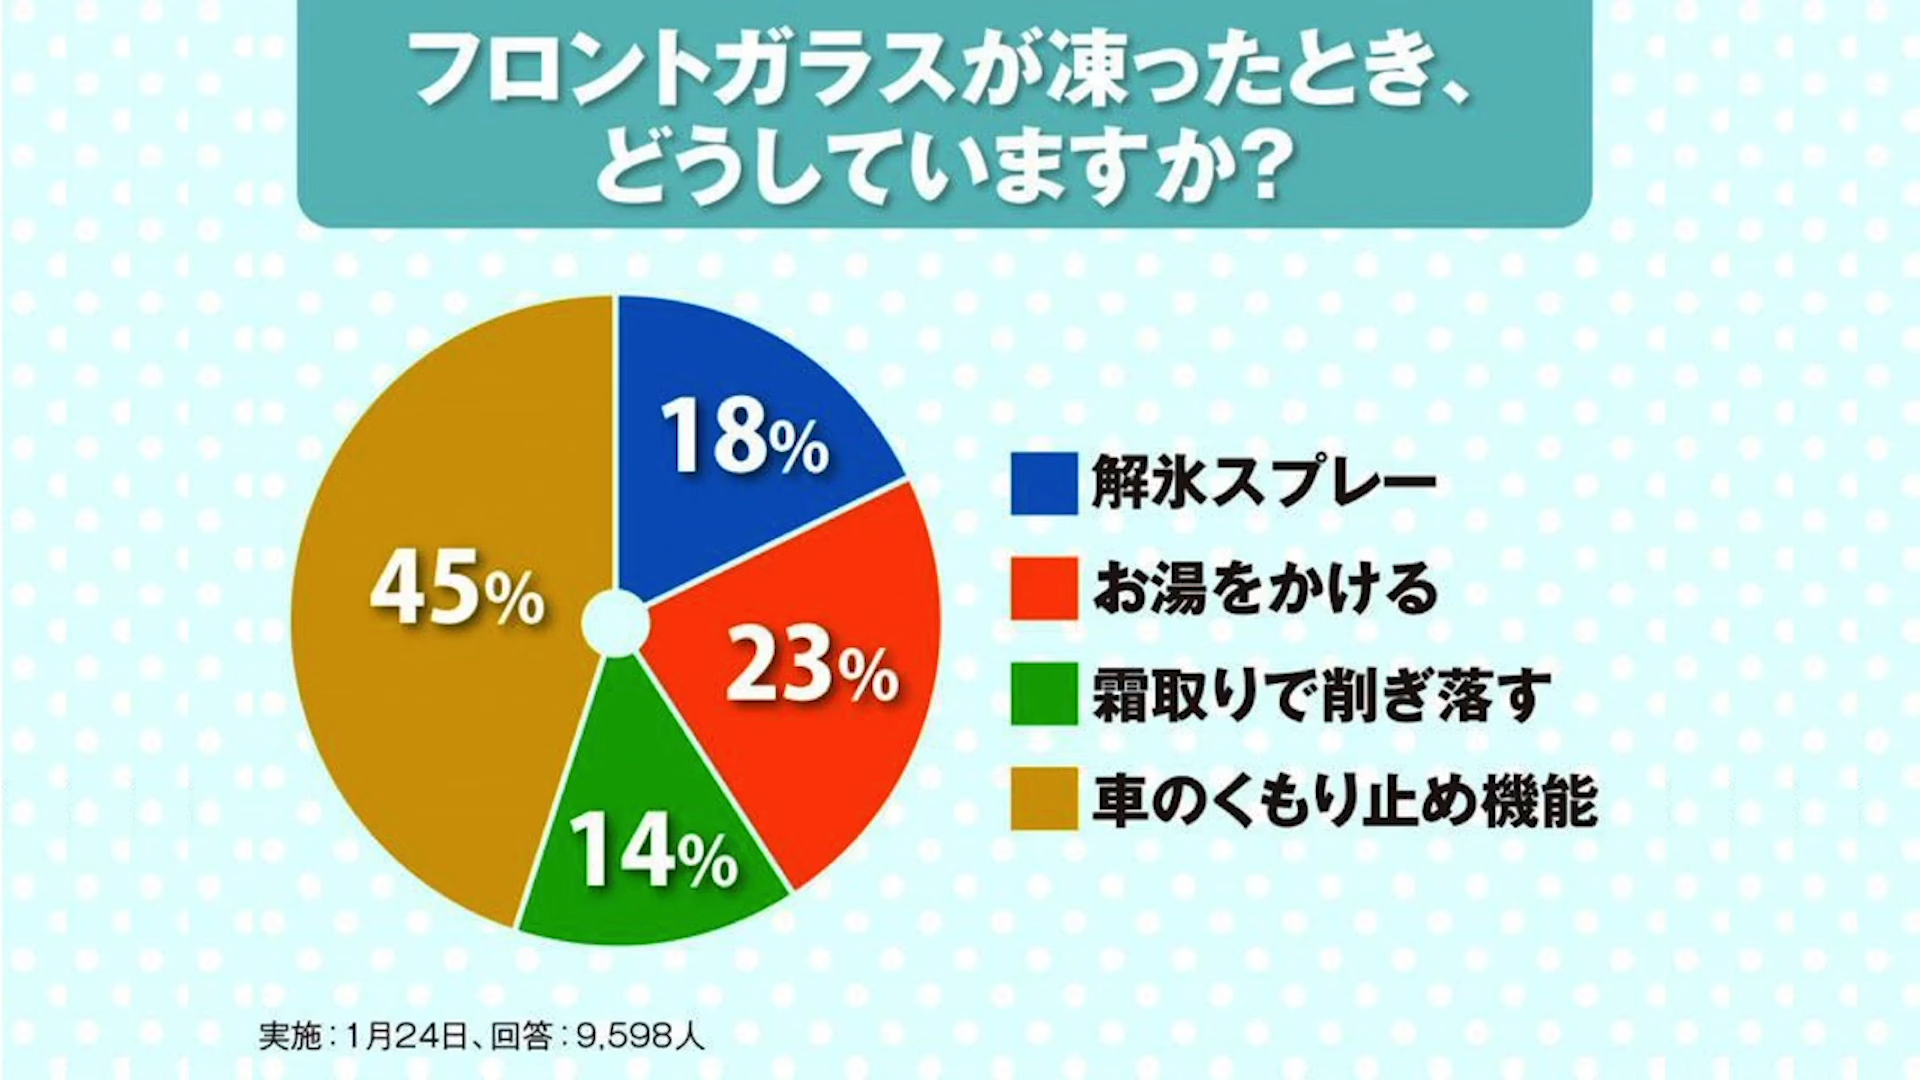 フロントガラスが凍ったとき、
どうしていますか？
18%
45%
23%
14%
解氷スプレー
お湯をかける
霜取りで削ぎ落す
車のくもり止め機能
実施：1月24日、回答：9,598人